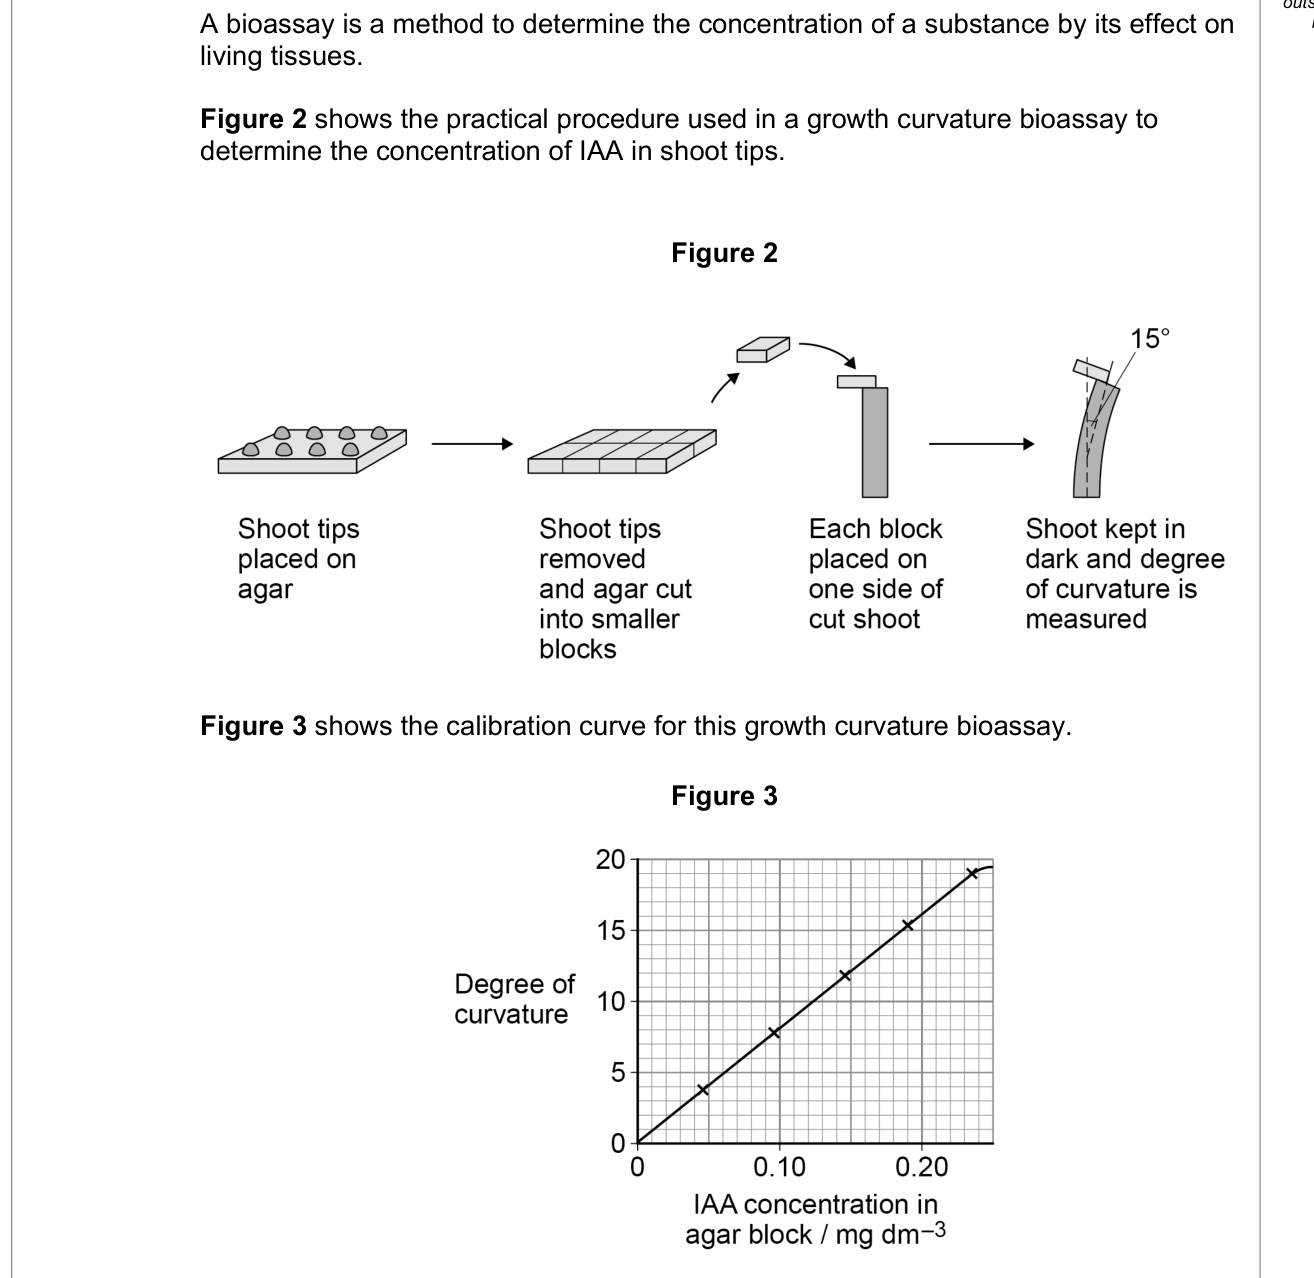 A bioassay is a method to determine the concentration of a substance by its effect on
living tissues.
Figure 2 shows the practical procedure used in a growth curvature bioassay to
determine the concentration of IAA in shoot tips.
Figure 2
15°
Shoot tips
placed on
agar
Shoot tips
removed
and agar cut
into smaller
blocks
Each block
placed on
one side of
cut shoot
Shoot kept in
dark and degree
of curvature is
measured
Figure 3 shows the calibration curve for this growth curvature bioassay.
Figure 3
20
15
10
5
0
Degree of
curvature
0 0.10 0.20
IAA concentration in
agar block / mg dm–3